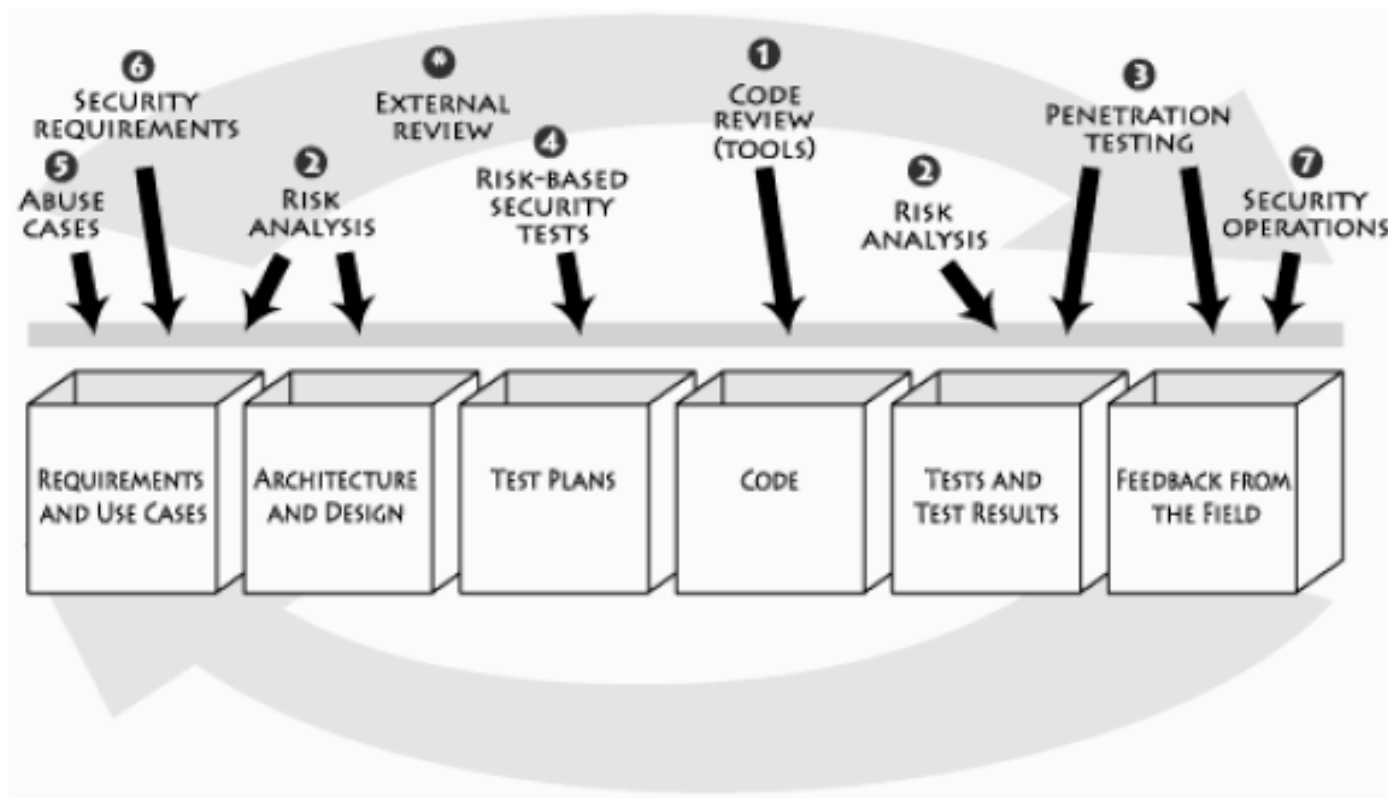 6
SECURITY
REQUIREMENTS
5
ABUSE
CASES
2
RISK
ANALYSIS
*
EXTERNAL
REVIEW
4
RISK-BASED
SECURITY
TESTS
1
CODE
REVIEW
(TOOLS)
2
RISK
ANALYSIS
3
PENETRATION
TESTING
7
SECURITY
OPERATIONS
REQUIREMENTS
AND USE CASES
ARCHITECTURE
AND DESIGN
TEST PLANS
CODE
TESTS AND
TEST RESULTS
FEEDBACK FROM
THE FIELD